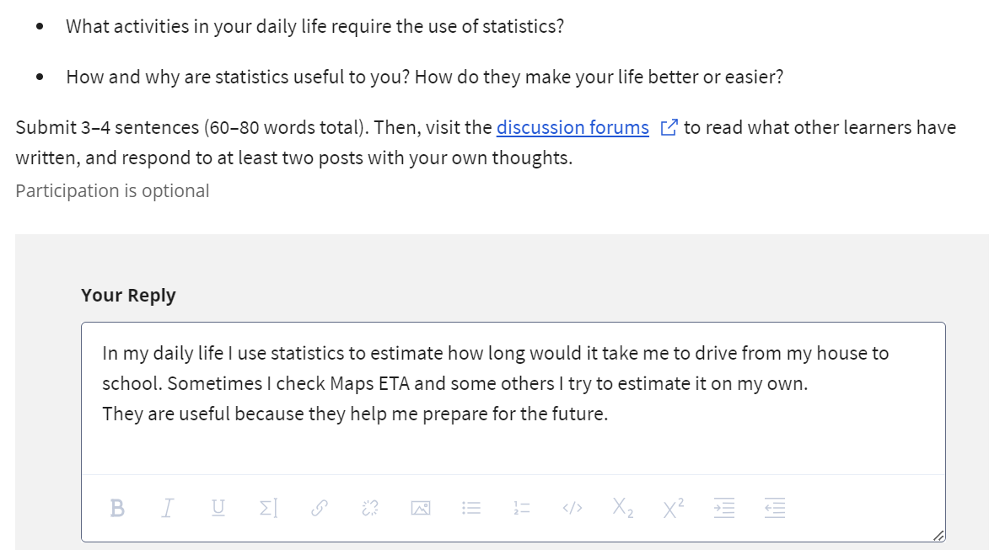 • What activities in your daily life require the use of statistics?
• How and why are statistics useful to you? How do they make your life better or easier?
Submit 3–4 sentences (60–80 words total). Then, visit the discussion forums to read what other learners have
written, and respond to at least two posts with your own thoughts.
Participation is optional
Your Reply
In my daily life I use statistics to estimate how long would it take me to drive from my house to
school. Sometimes I check Maps ETA and some others I try to estimate it on my own.
They are useful because they help me prepare for the future.